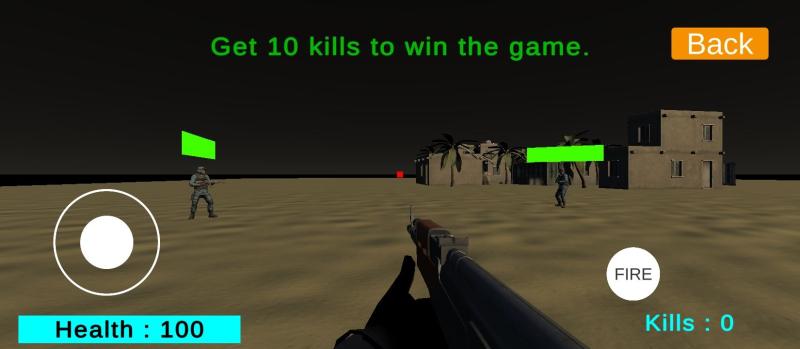 Get 10 kills to win the game.
Back
FIRE
Health : 100
Kills : 0